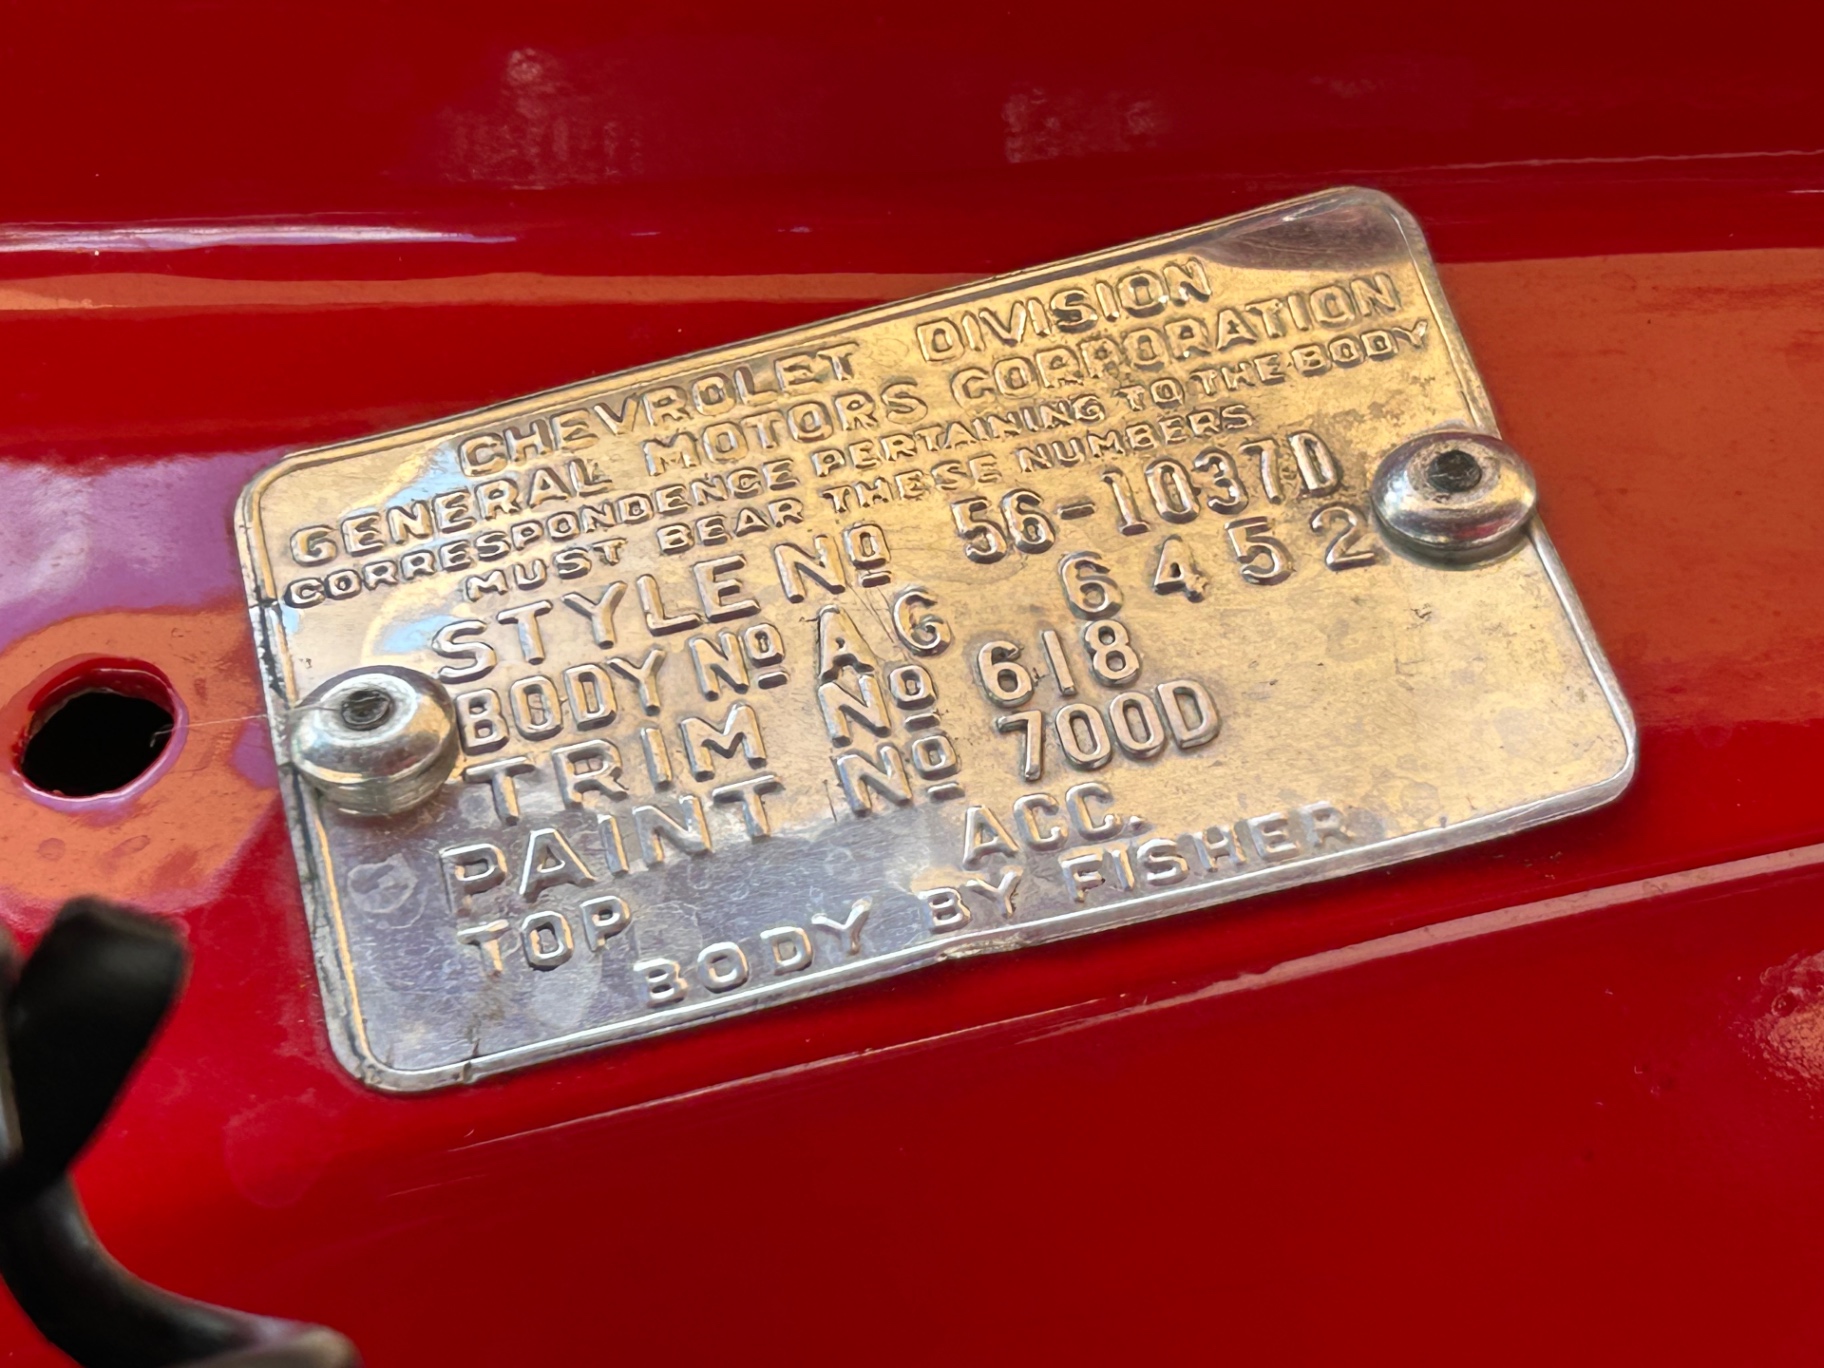 CHEVROLET DIVISION
GENERAL MOTORS CORPORATION
CORRESPONDENCE PERTAINING TO THE BODY
MUST BEAR THESE NUMBERS
STYLE No 56-1037D
BODY No A6 6452
TRIM No 618
PAINT No 700D
TOP ACC.
BODY BY FISHER